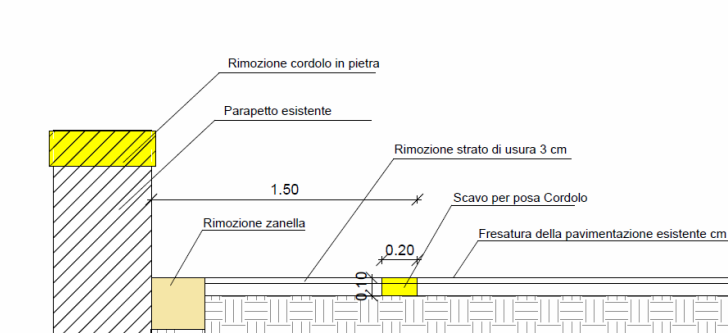 Rimozione cordolo in pietra
Parapetto esistente
Rimozione strato di usura 3 cm
1.50
Scavo per posa Cordolo
Rimozione zanella
Fresatura della pavimentazione esistente cm
0.20
0.10